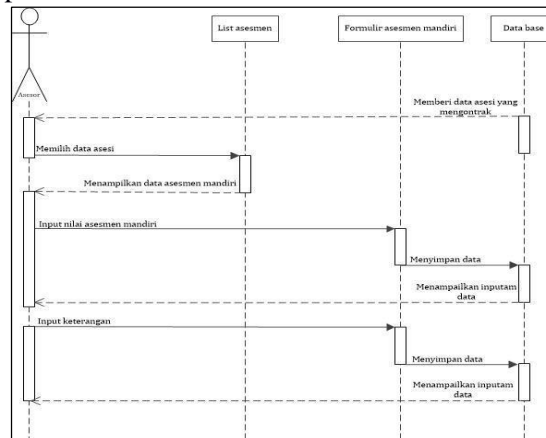 List asesmen
Formulir asesmen mandiri
Data base
Asesor
Memberi data asesi yang
mengontrak
Memilih data asesi
Menampilkan data asesmen mandiri
Input nilai asesmen mandiri
Menyimpan data
Menampailkan inputam
data
Input keterangan
Menyimpan data
Menampailkan inputam
data